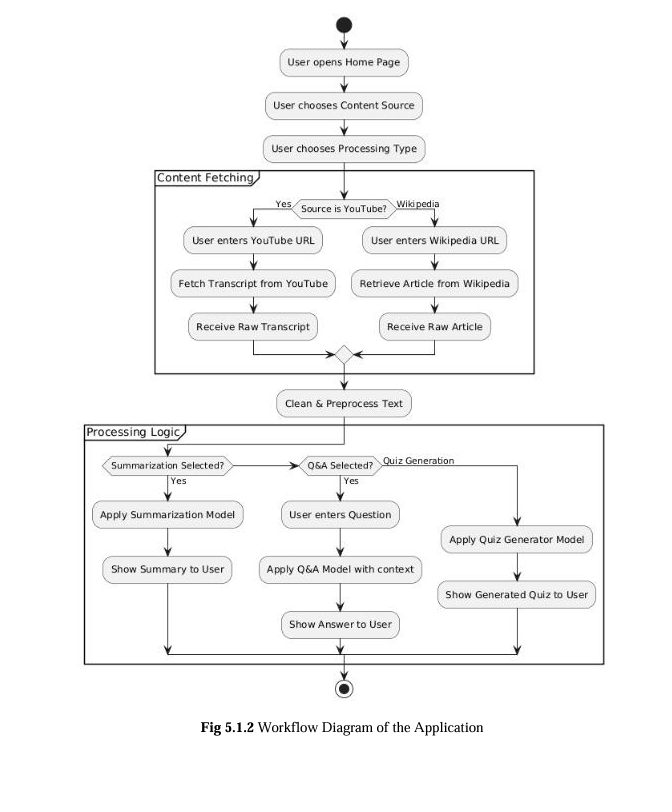 User opens Home Page
User chooses Content Source
User chooses Processing Type
Content Fetching
Yes
Source is YouTube?
Wikipedia
User enters YouTube URL
User enters Wikipedia URL
Fetch Transcript from YouTube
Retrieve Article from Wikipedia
Receive Raw Transcript
Receive Raw Article
Clean & Preprocess Text
Processing Logic
Summarization Selected?
Q&A Selected?
Quiz Generation
Yes
Yes
Apply Summarization Model
User enters Question
Apply Quiz Generator Model
Show Summary to User
Apply Q&A Model with context
Show Generated Quiz to User
Show Answer to User
Fig 5.1.2 Workflow Diagram of the Application